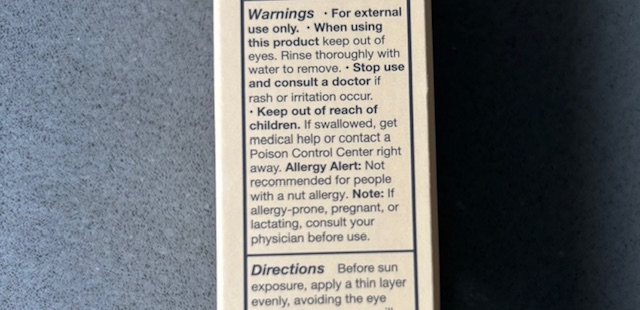 Warnings · For external
use only. · When using
this product keep out of
eyes. Rinse thoroughly with
water to remove. · Stop use
and consult a doctor if
rash or irritation occur.
· Keep out of reach of
children. If swallowed, get
medical help or contact a
Poison Control Center right
away. Allergy Alert: Not
recommended for people
with a nut allergy. Note: If
allergy-prone, pregnant, or
lactating, consult your
physician before use.
Directions Before sun
exposure, apply a thin layer
evenly, avoiding the eye